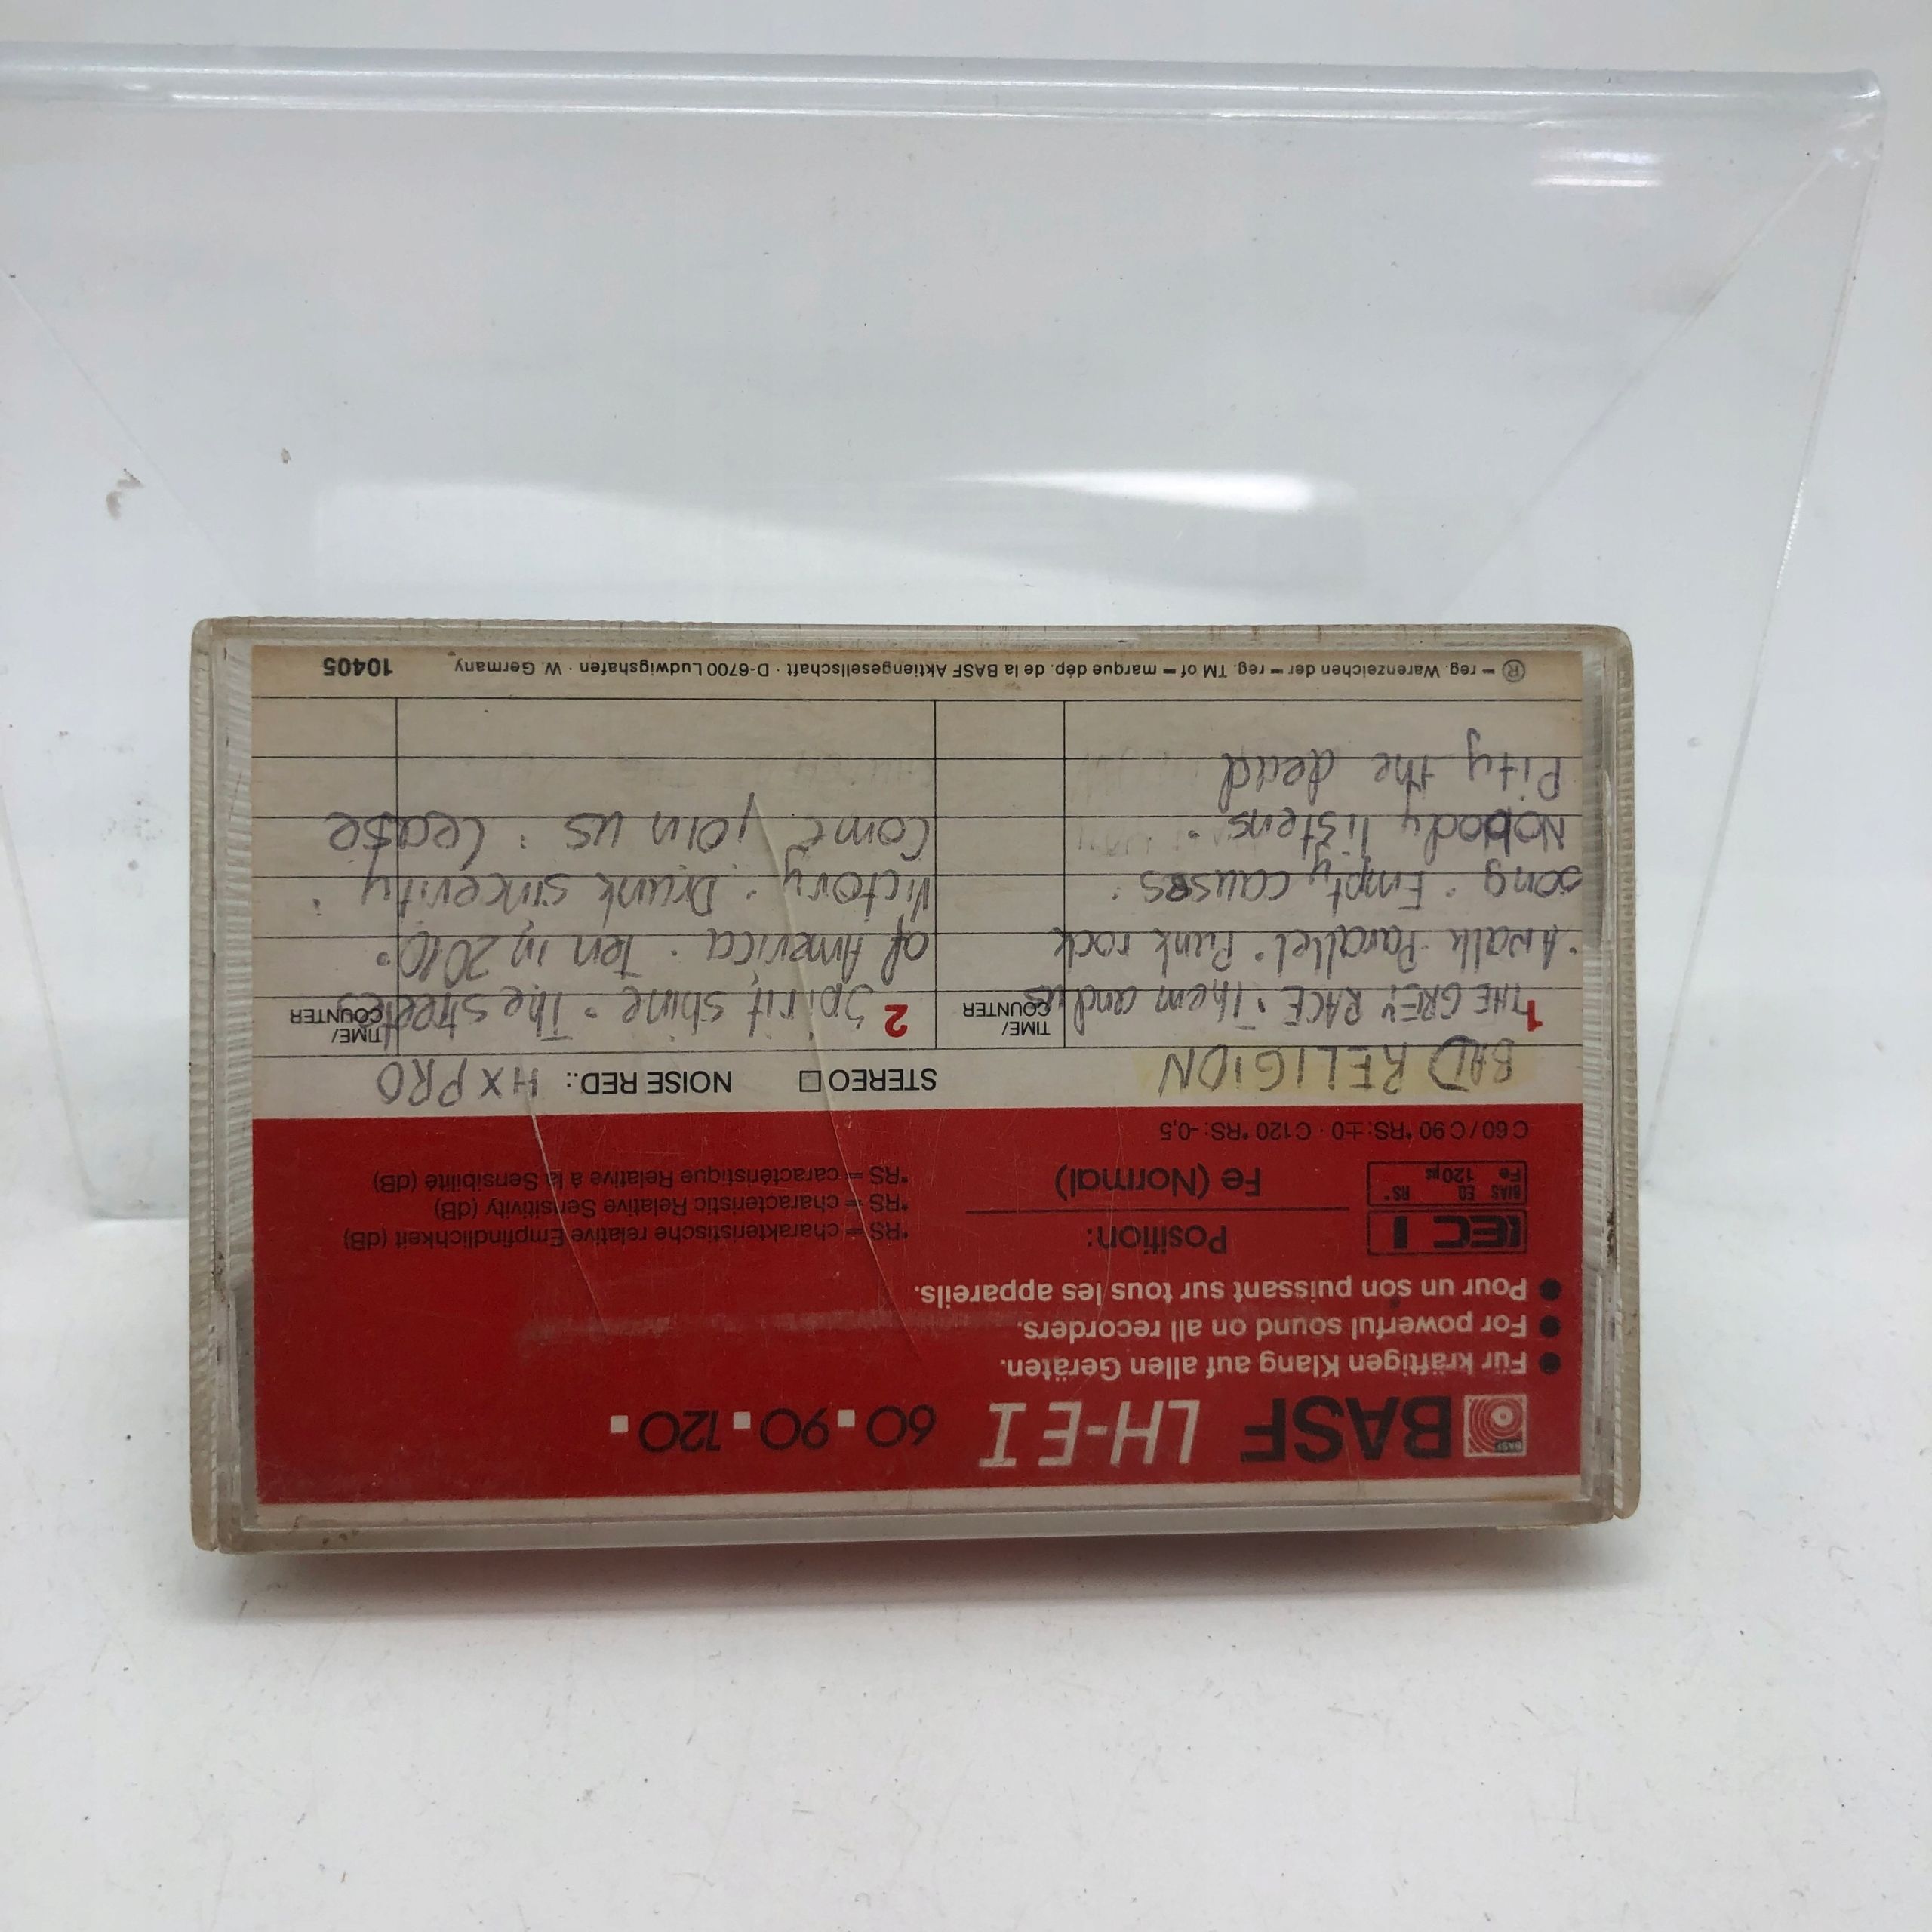 BASF LH-EI 60 90 120
BASF
● Für kräftigen Klang auf allen Geräten.
● For powerful sound on all recorders.
● Pour un son puissant sur tous les appareils.
IEC I
BIAS EQ RS*
Fe 120µs
Position:
Fe (Normal)
C60/C90 *RS: ±0 · C120 *RS: -0,5
*RS = charakteristische relative Empfindlichkeit (dB)
*RS = characteristic Relative Sensitivity (dB)
*RS = caractéristique Relative à la Sensibilité (dB)
BAD RELIGION
STEREO □ NOISE RED.: HX PRO
1 TIME/COUNTER
THE GREY RACE · Them and us
· A walk · Parallel · Punk rock
song · Empty causes ·
Nobody listens ·
Pity the dead
2 TIME/COUNTER
Spirit shine · The streets
of America · Ten in 2010 ·
Victory · Drunk sincerity ·
Come join us · Cease
® = reg. Warenzeichen der = reg. TM of = marque dép. de la BASF Aktiengesellschaft · D-6700 Ludwigshafen · W. Germany 10405